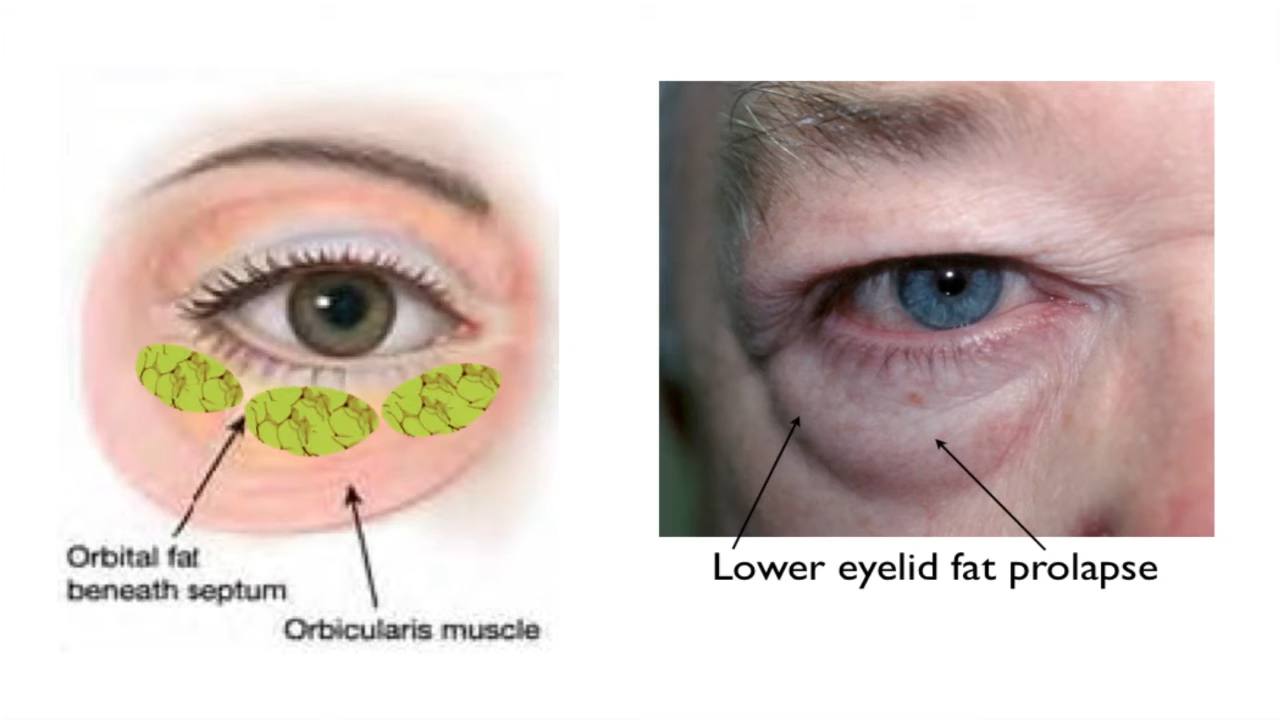 Orbital fat
beneath septum
Orbicularis muscle
Lower eyelid fat prolapse